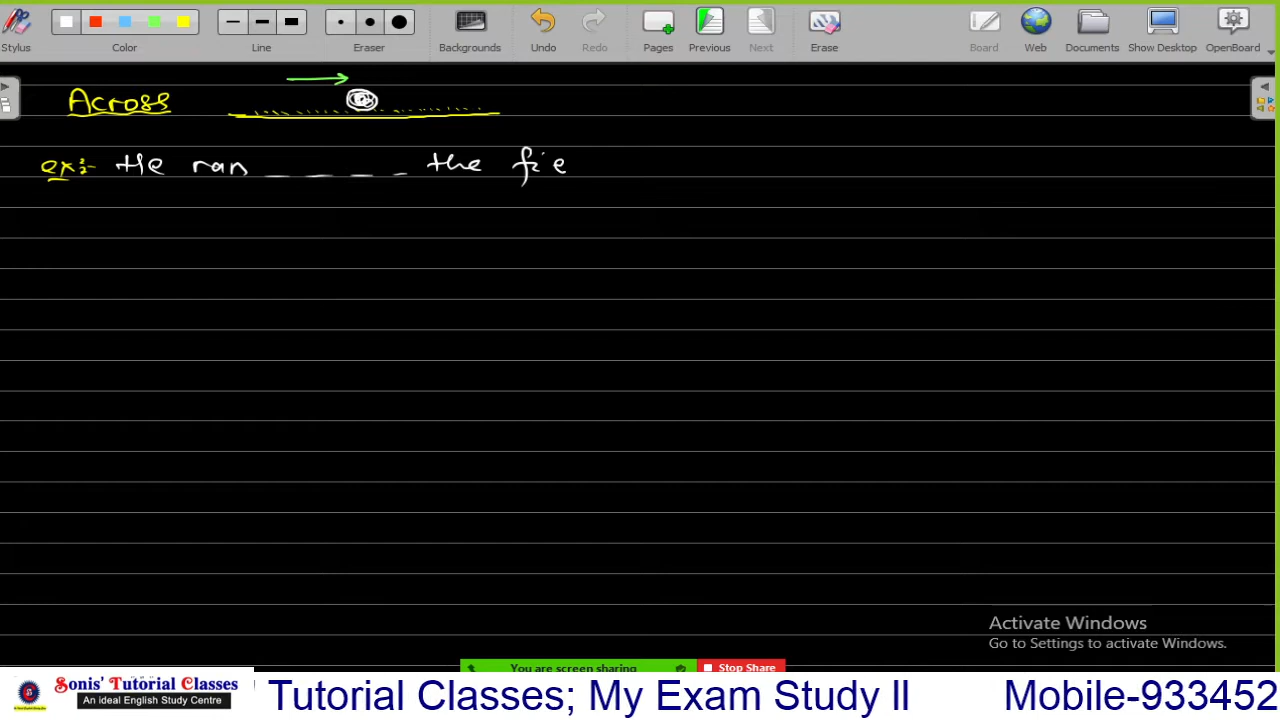 Stylus Color Line Eraser Backgrounds Undo Redo Pages Previous Next Erase Board Web Documents Show Desktop OpenBoard
Across
ex:- He ran _ _ _ _ the fie
Activate Windows
Go to Settings to activate Windows.
You are screen sharing Stop Share
Sonis' Tutorial Classes
An ideal English Study Centre
Tutorial Classes; My Exam Study II Mobile-933452